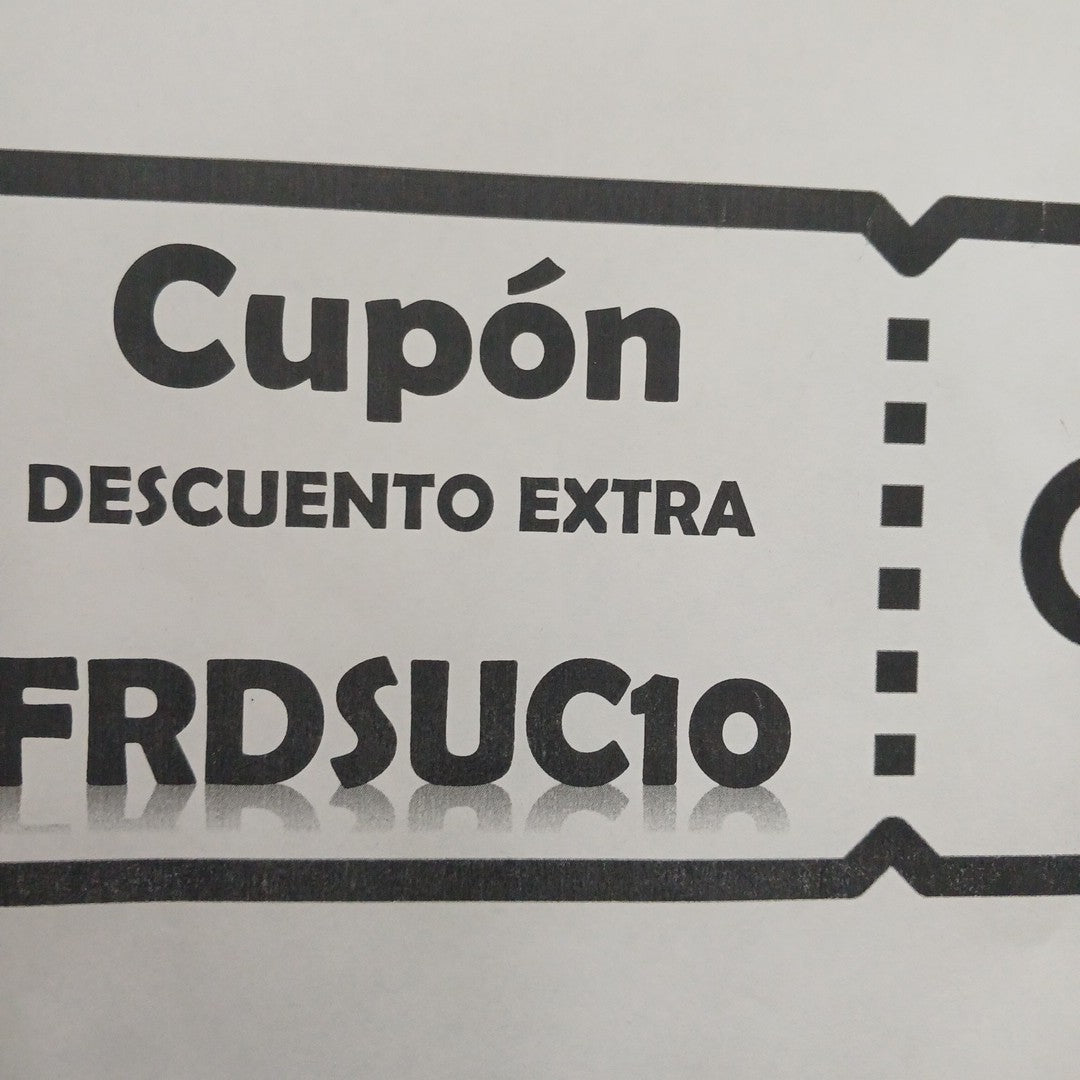 Cupón
DESCUENTO EXTRA
FRDSUC10